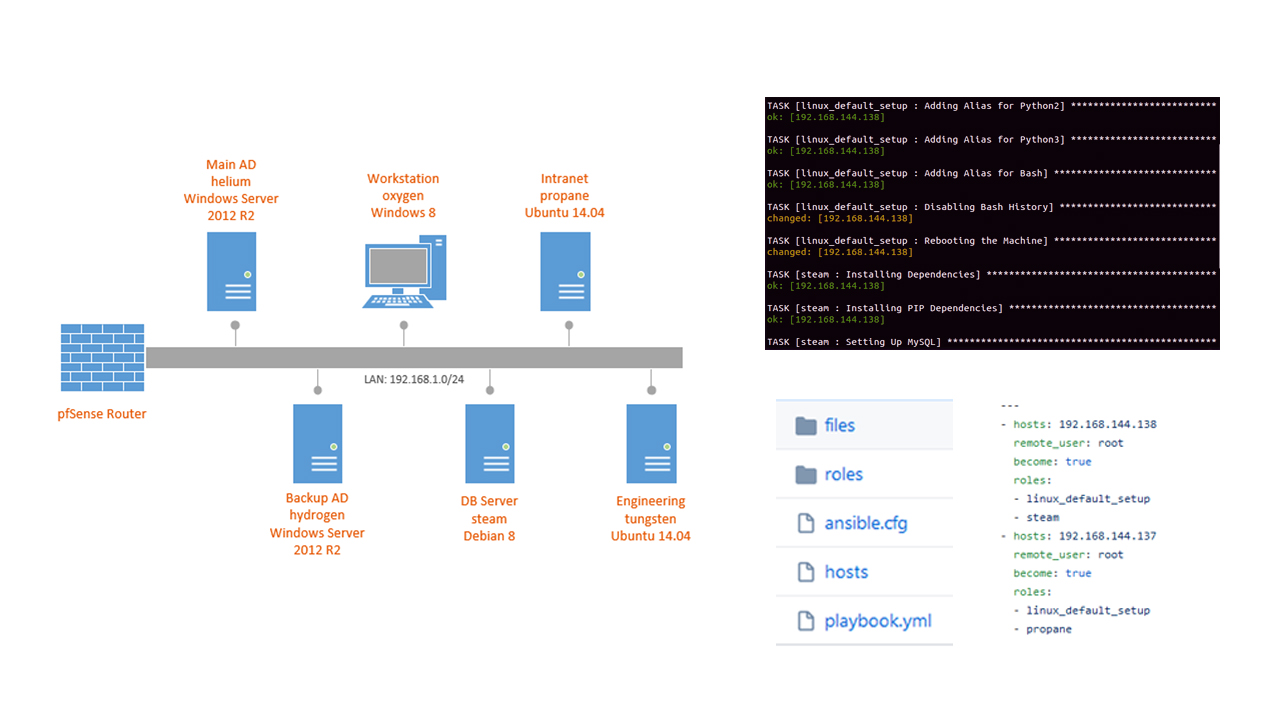 Main AD
helium
Windows Server
2012 R2
Workstation
oxygen
Windows 8
Intranet
propane
Ubuntu 14.04
pfSense Router
LAN: 192.168.1.0/24
Backup AD
hydrogen
Windows Server
2012 R2
DB Server
steam
Debian 8
Engineering
tungsten
Ubuntu 14.04
TASK [linux_default_setup : Adding Alias for Python2] **************************
ok: [192.168.144.138]
TASK [linux_default_setup : Adding Alias for Python3] **************************
ok: [192.168.144.138]
TASK [linux_default_setup : Adding Alias for Bash] *****************************
ok: [192.168.144.138]
TASK [linux_default_setup : Disabling Bash History] ****************************
changed: [192.168.144.138]
TASK [linux_default_setup : Rebooting the Machine] *****************************
changed: [192.168.144.138]
TASK [steam : Installing Dependencies] *****************************************
ok: [192.168.144.138]
TASK [steam : Installing PIP Dependencies] *************************************
ok: [192.168.144.138]
TASK [steam : Setting Up MySQL] ************************************************
files
roles
ansible.cfg
hosts
playbook.yml
---
- hosts: 192.168.144.138
remote_user: root
become: true
roles:
- linux_default_setup
- steam
- hosts: 192.168.144.137
remote_user: root
become: true
roles:
- linux_default_setup
- propane